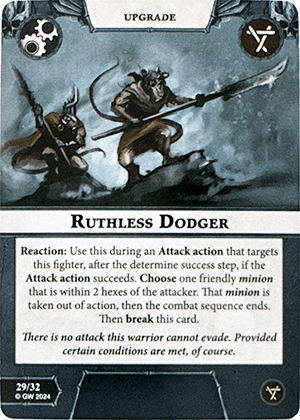 UPGRADE
RUTHLESS DODGER
Reaction: Use this during an Attack action that targets
this fighter, after the determine success step, if the
Attack action succeeds. Choose one friendly minion
that is within 2 hexes of the attacker. That minion is
taken out of action, then the combat sequence ends.
Then break this card.
There is no attack this warrior cannot evade. Provided
certain conditions are met, of course.
29/32
© GW 2024